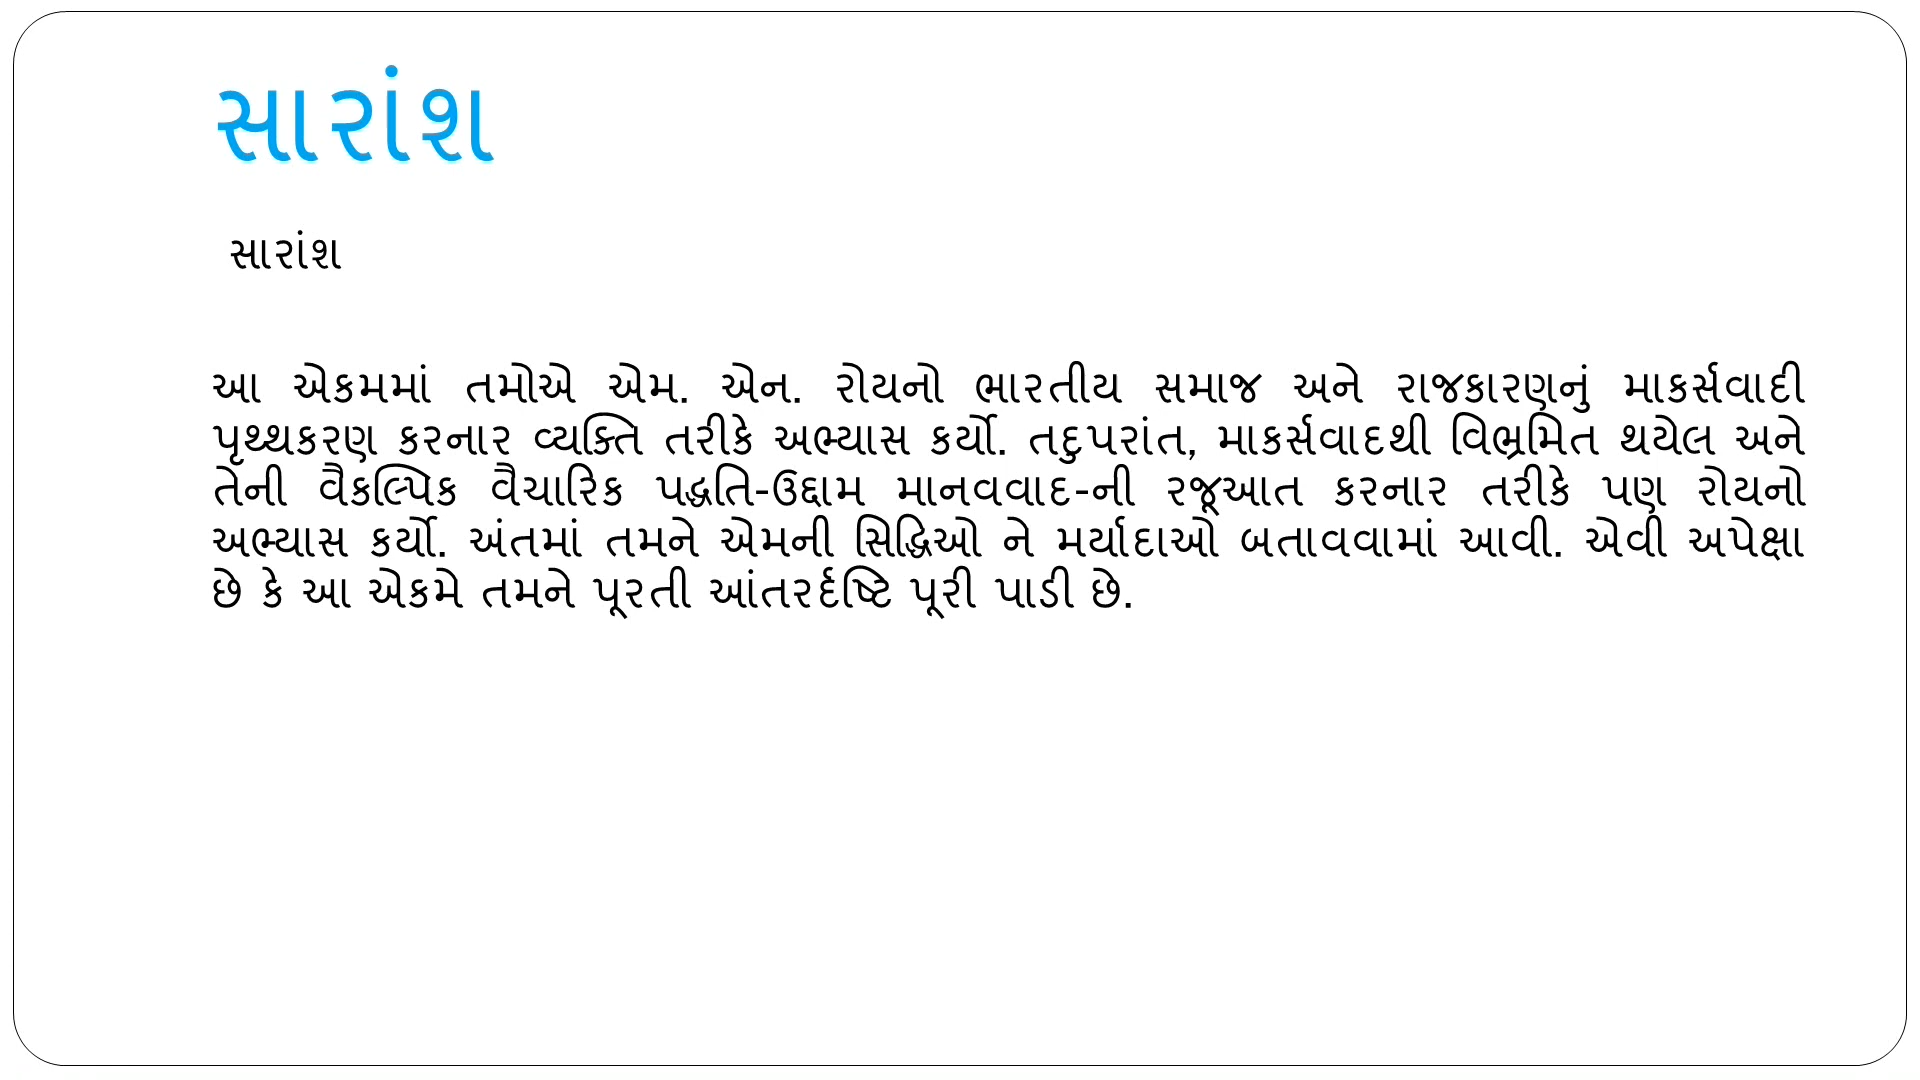 સારાંશ
સારાંશ
આ એકમમાં તમોએ એમ. એન. રોયનો ભારતીય સમાજ અને રાજકારણનું માકર્સવાદી
પૃથ્થકરણ કરનાર વ્યક્તિ તરીકે અભ્યાસ કર્યો. તદુપરાંત, માકર્સવાદથી વિભ્રમિત થયેલ અને
તેની વૈકલ્પિક વૈચારિક પદ્ધતિ-ઉદ્દામ માનવવાદ-ની રજૂઆત કરનાર તરીકે પણ રોયનો
અભ્યાસ કર્યો. અંતમાં તમને એમની સિદ્ધિઓ ને મર્યાદાઓ બતાવવામાં આવી. એવી અપેક્ષા
છે કે આ એકમે તમને પૂરતી આંતરર્દષ્ટિ પૂરી પાડી છે.